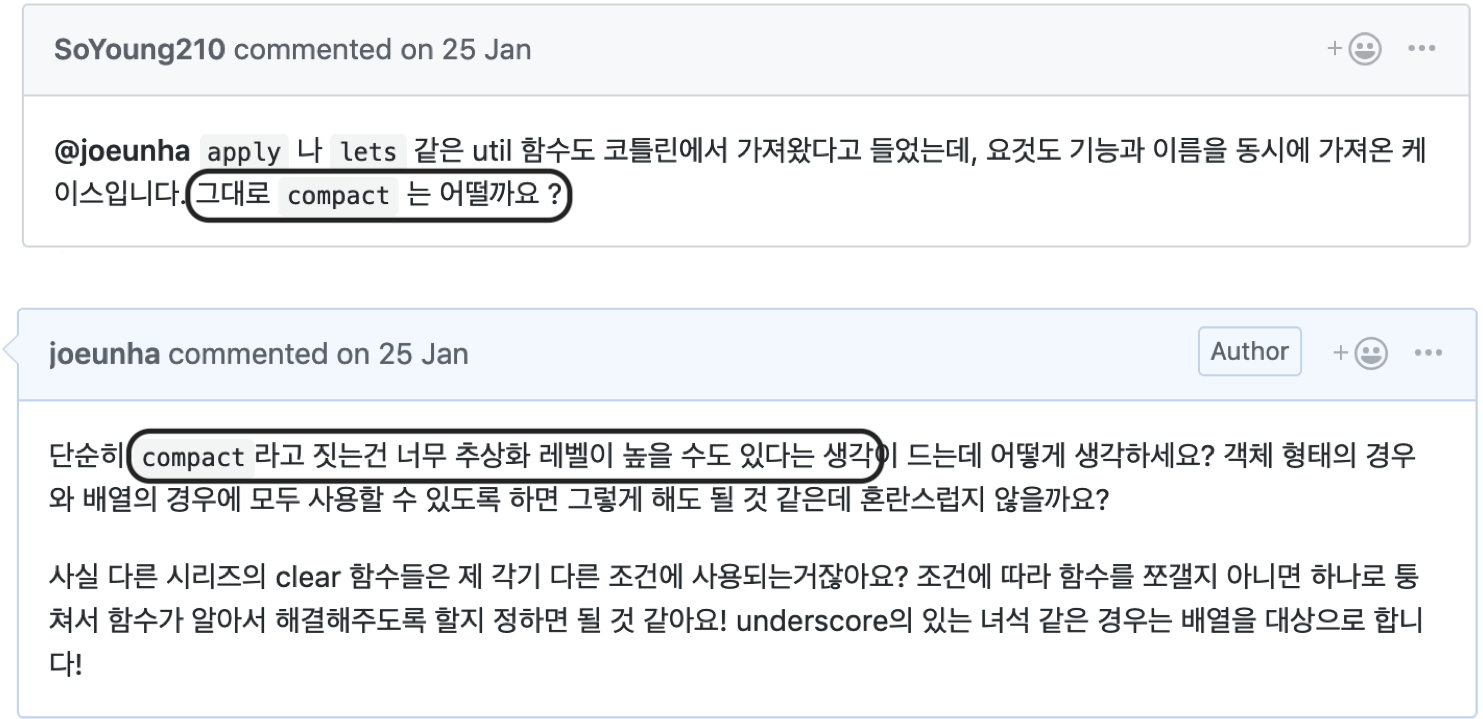 SoYoung210 commented on 25 Jan
@joeunha apply 나 lets 같은 util 함수도 코틀린에서 가져왔다고 들었는데, 요것도 기능과 이름을 동시에 가져온 케
이스입니다. 그대로 compact 는 어떨까요 ?
joeunha commented on 25 Jan
Author
단순히 compact 라고 짓는건 너무 추상화 레벨이 높을 수도 있다는 생각이 드는데 어떻게 생각하세요? 객체 형태의 경우
와 배열의 경우에 모두 사용할 수 있도록 하면 그렇게 해도 될 것 같은데 혼란스럽지 않을까요?
사실 다른 시리즈의 clear 함수들은 제 각기 다른 조건에 사용되는거잖아요? 조건에 따라 함수를 쪼갤지 아니면 하나로 퉁
쳐서 함수가 알아서 해결해주도록 할지 정하면 될 것 같아요! underscore의 있는 녀석 같은 경우는 배열을 대상으로 합니
다!